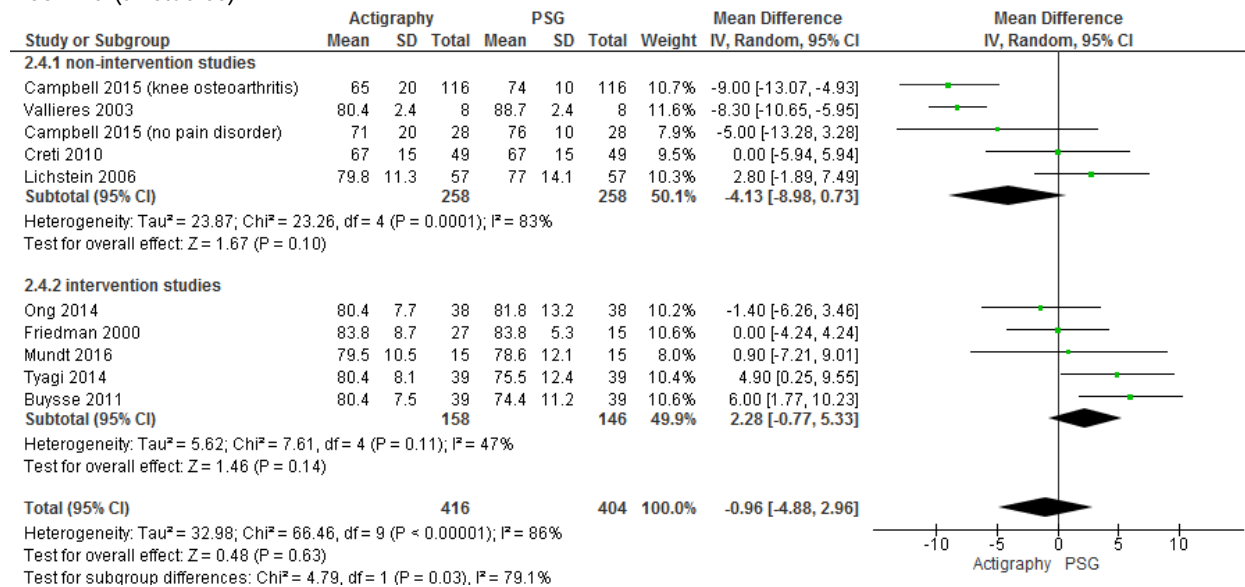 Actigraphy PSG Mean Difference Mean Difference
Study or Subgroup Mean SD Total Mean SD Total Weight IV, Random, 95% CI IV, Random, 95% CI
2.4.1 non-intervention studies
Campbell 2015 (knee osteoarthritis) 65 20 116 74 10 116 10.7% -9.00 [-13.07, -4.93]
Vallieres 2003 80.4 2.4 8 88.7 2.4 8 11.6% -8.30 [-10.65, -5.95]
Campbell 2015 (no pain disorder) 71 20 28 76 10 28 7.9% -5.00 [-13.28, 3.28]
Creti 2010 67 15 49 67 15 49 9.5% 0.00 [-5.94, 5.94]
Lichstein 2006 79.8 11.3 57 77 14.1 57 10.3% 2.80 [-1.89, 7.49]
Subtotal (95% CI) 258 258 50.1% -4.13 [-8.98, 0.73]
Heterogeneity: Tau² = 23.87; Chi² = 23.26, df = 4 (P = 0.0001); I² = 83%
Test for overall effect: Z = 1.67 (P = 0.10)
2.4.2 intervention studies
Ong 2014 80.4 7.7 38 81.8 13.2 38 10.2% -1.40 [-6.26, 3.46]
Friedman 2000 83.8 8.7 27 83.8 5.3 15 10.6% 0.00 [-4.24, 4.24]
Mundt 2016 79.5 10.5 15 78.6 12.1 15 8.0% 0.90 [-7.21, 9.01]
Tyagi 2014 80.4 8.1 39 75.5 12.4 39 10.4% 4.90 [0.25, 9.55]
Buysse 2011 80.4 7.5 39 74.4 11.2 39 10.6% 6.00 [1.77, 10.23]
Subtotal (95% CI) 158 146 49.9% 2.28 [-0.77, 5.33]
Heterogeneity: Tau² = 5.62; Chi² = 7.61, df = 4 (P = 0.11); I² = 47%
Test for overall effect: Z = 1.46 (P = 0.14)
Total (95% CI) 416 404 100.0% -0.96 [-4.88, 2.96]
Heterogeneity: Tau² = 32.98; Chi² = 66.46, df = 9 (P < 0.00001); I² = 86%
Test for overall effect: Z = 0.48 (P = 0.63)
Test for subgroup differences: Chi² = 4.79, df = 1 (P = 0.03), I² = 79.1%
-10 -5 0 5 10
Actigraphy PSG